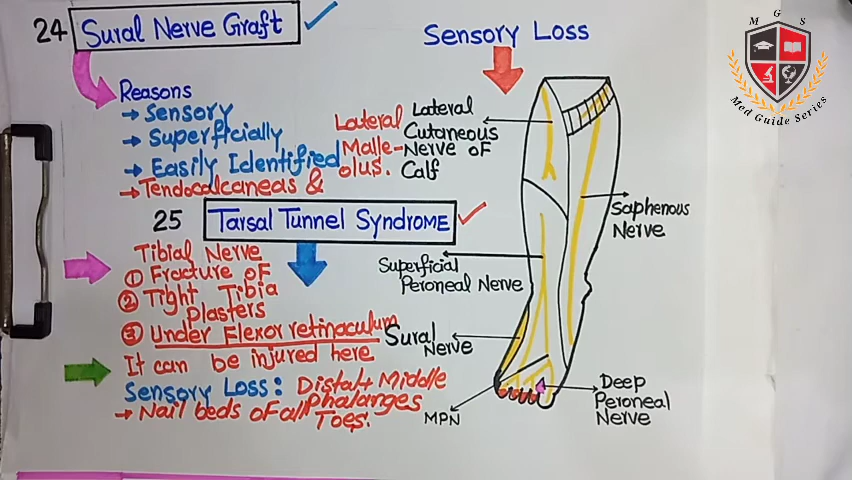 24 Sural Nerve Graft
Reasons
→ Sensory
→ Superficially
→ Easily Identified
→ Tendocalcaneas & Lateral Malle-olus.
25 Tarsal Tunnel Syndrome
Tibial Nerve
① Fracture of Tibia
② Tight plasters
③ Under Flexor retinaculum
It can be injured here
Sensory Loss: Distal + Middle Phalanges
→ Nail beds of all Toes.
Sensory Loss
Lateral
Cutaneous
Nerve of
Calf
Saphenous
Nerve
Superficial
Peroneal Nerve
Sural
Nerve
MPN
Deep
Peroneal
Nerve
M G S
Med Guide Series